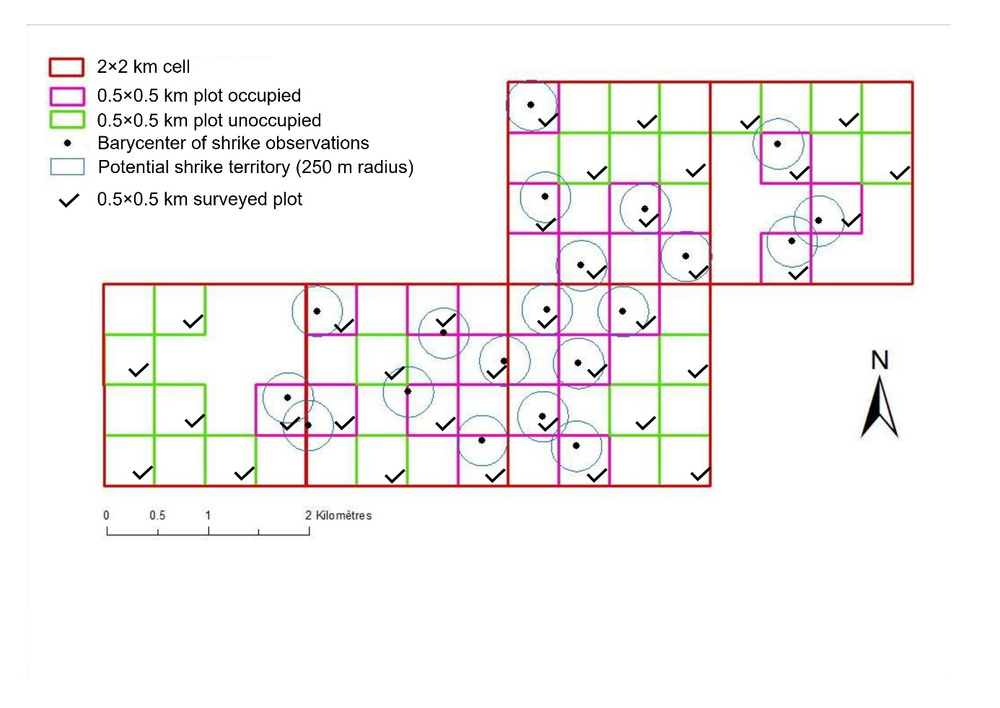 2×2 km cell
0.5×0.5 km plot occupied
0.5×0.5 km plot unoccupied
Barycenter of shrike observations
Potential shrike territory (250 m radius)
0.5×0.5 km surveyed plot
N
0 0.5 1 2 Kilomètres